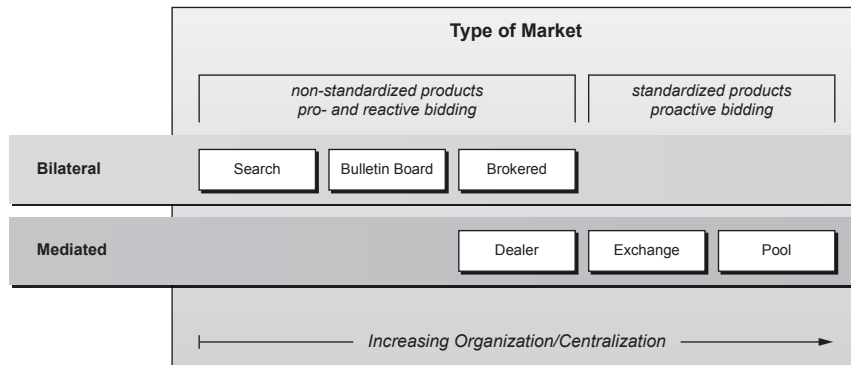 Type of Market
non-standardized products
pro- and reactive bidding
standardized products
proactive bidding
Bilateral
Search
Bulletin Board
Brokered
Mediated
Dealer
Exchange
Pool
Increasing Organization/Centralization